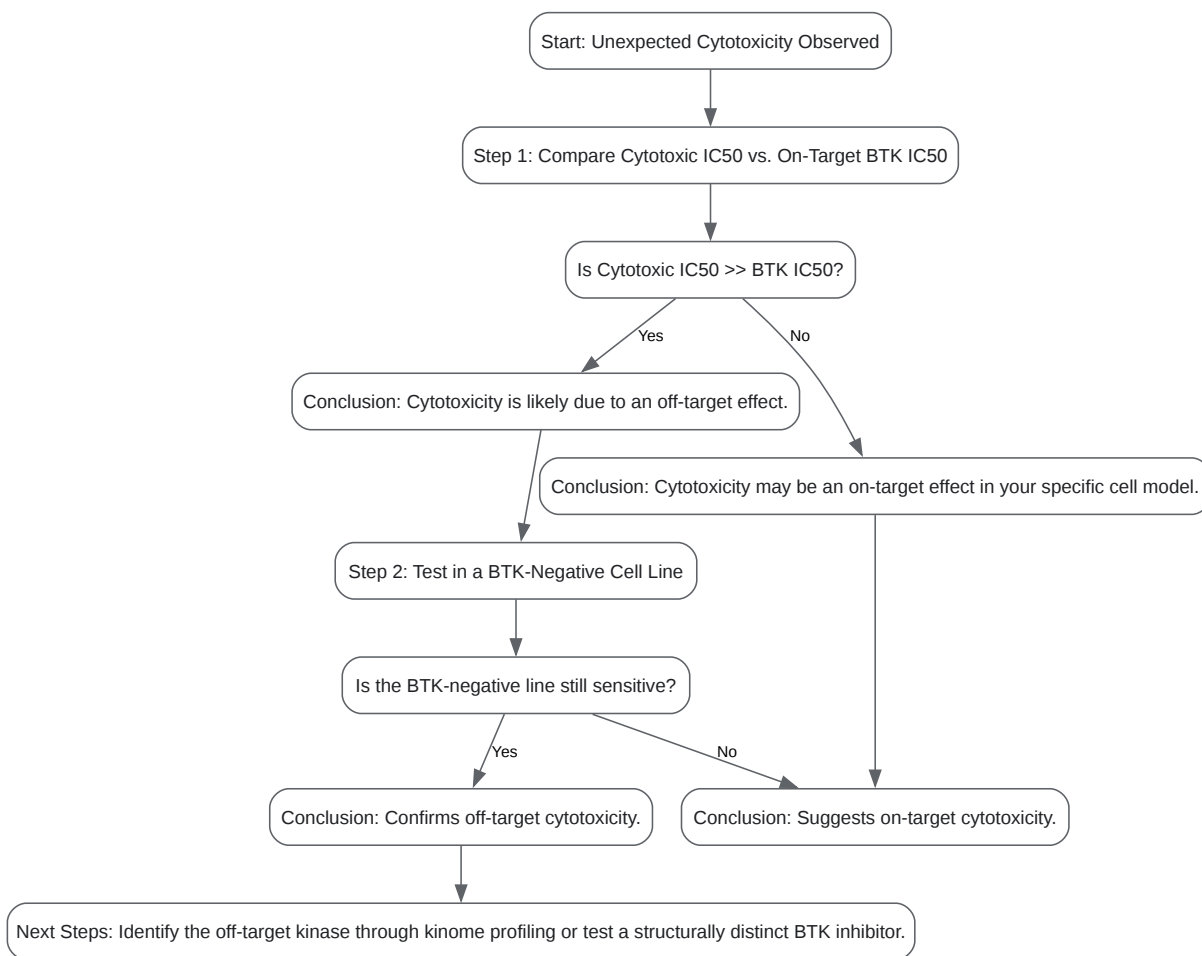 Start: Unexpected Cytotoxicity Observed
Step 1: Compare Cytotoxic IC50 vs. On-Target BTK IC50
Is Cytotoxic IC50 >> BTK IC50?
Yes
No
Conclusion: Cytotoxicity is likely due to an off-target effect.
Conclusion: Cytotoxicity may be an on-target effect in your specific cell model.
Step 2: Test in a BTK-Negative Cell Line
Is the BTK-negative line still sensitive?
Yes
No
Conclusion: Confirms off-target cytotoxicity.
Conclusion: Suggests on-target cytotoxicity.
Next Steps: Identify the off-target kinase through kinome profiling or test a structurally distinct BTK inhibitor.